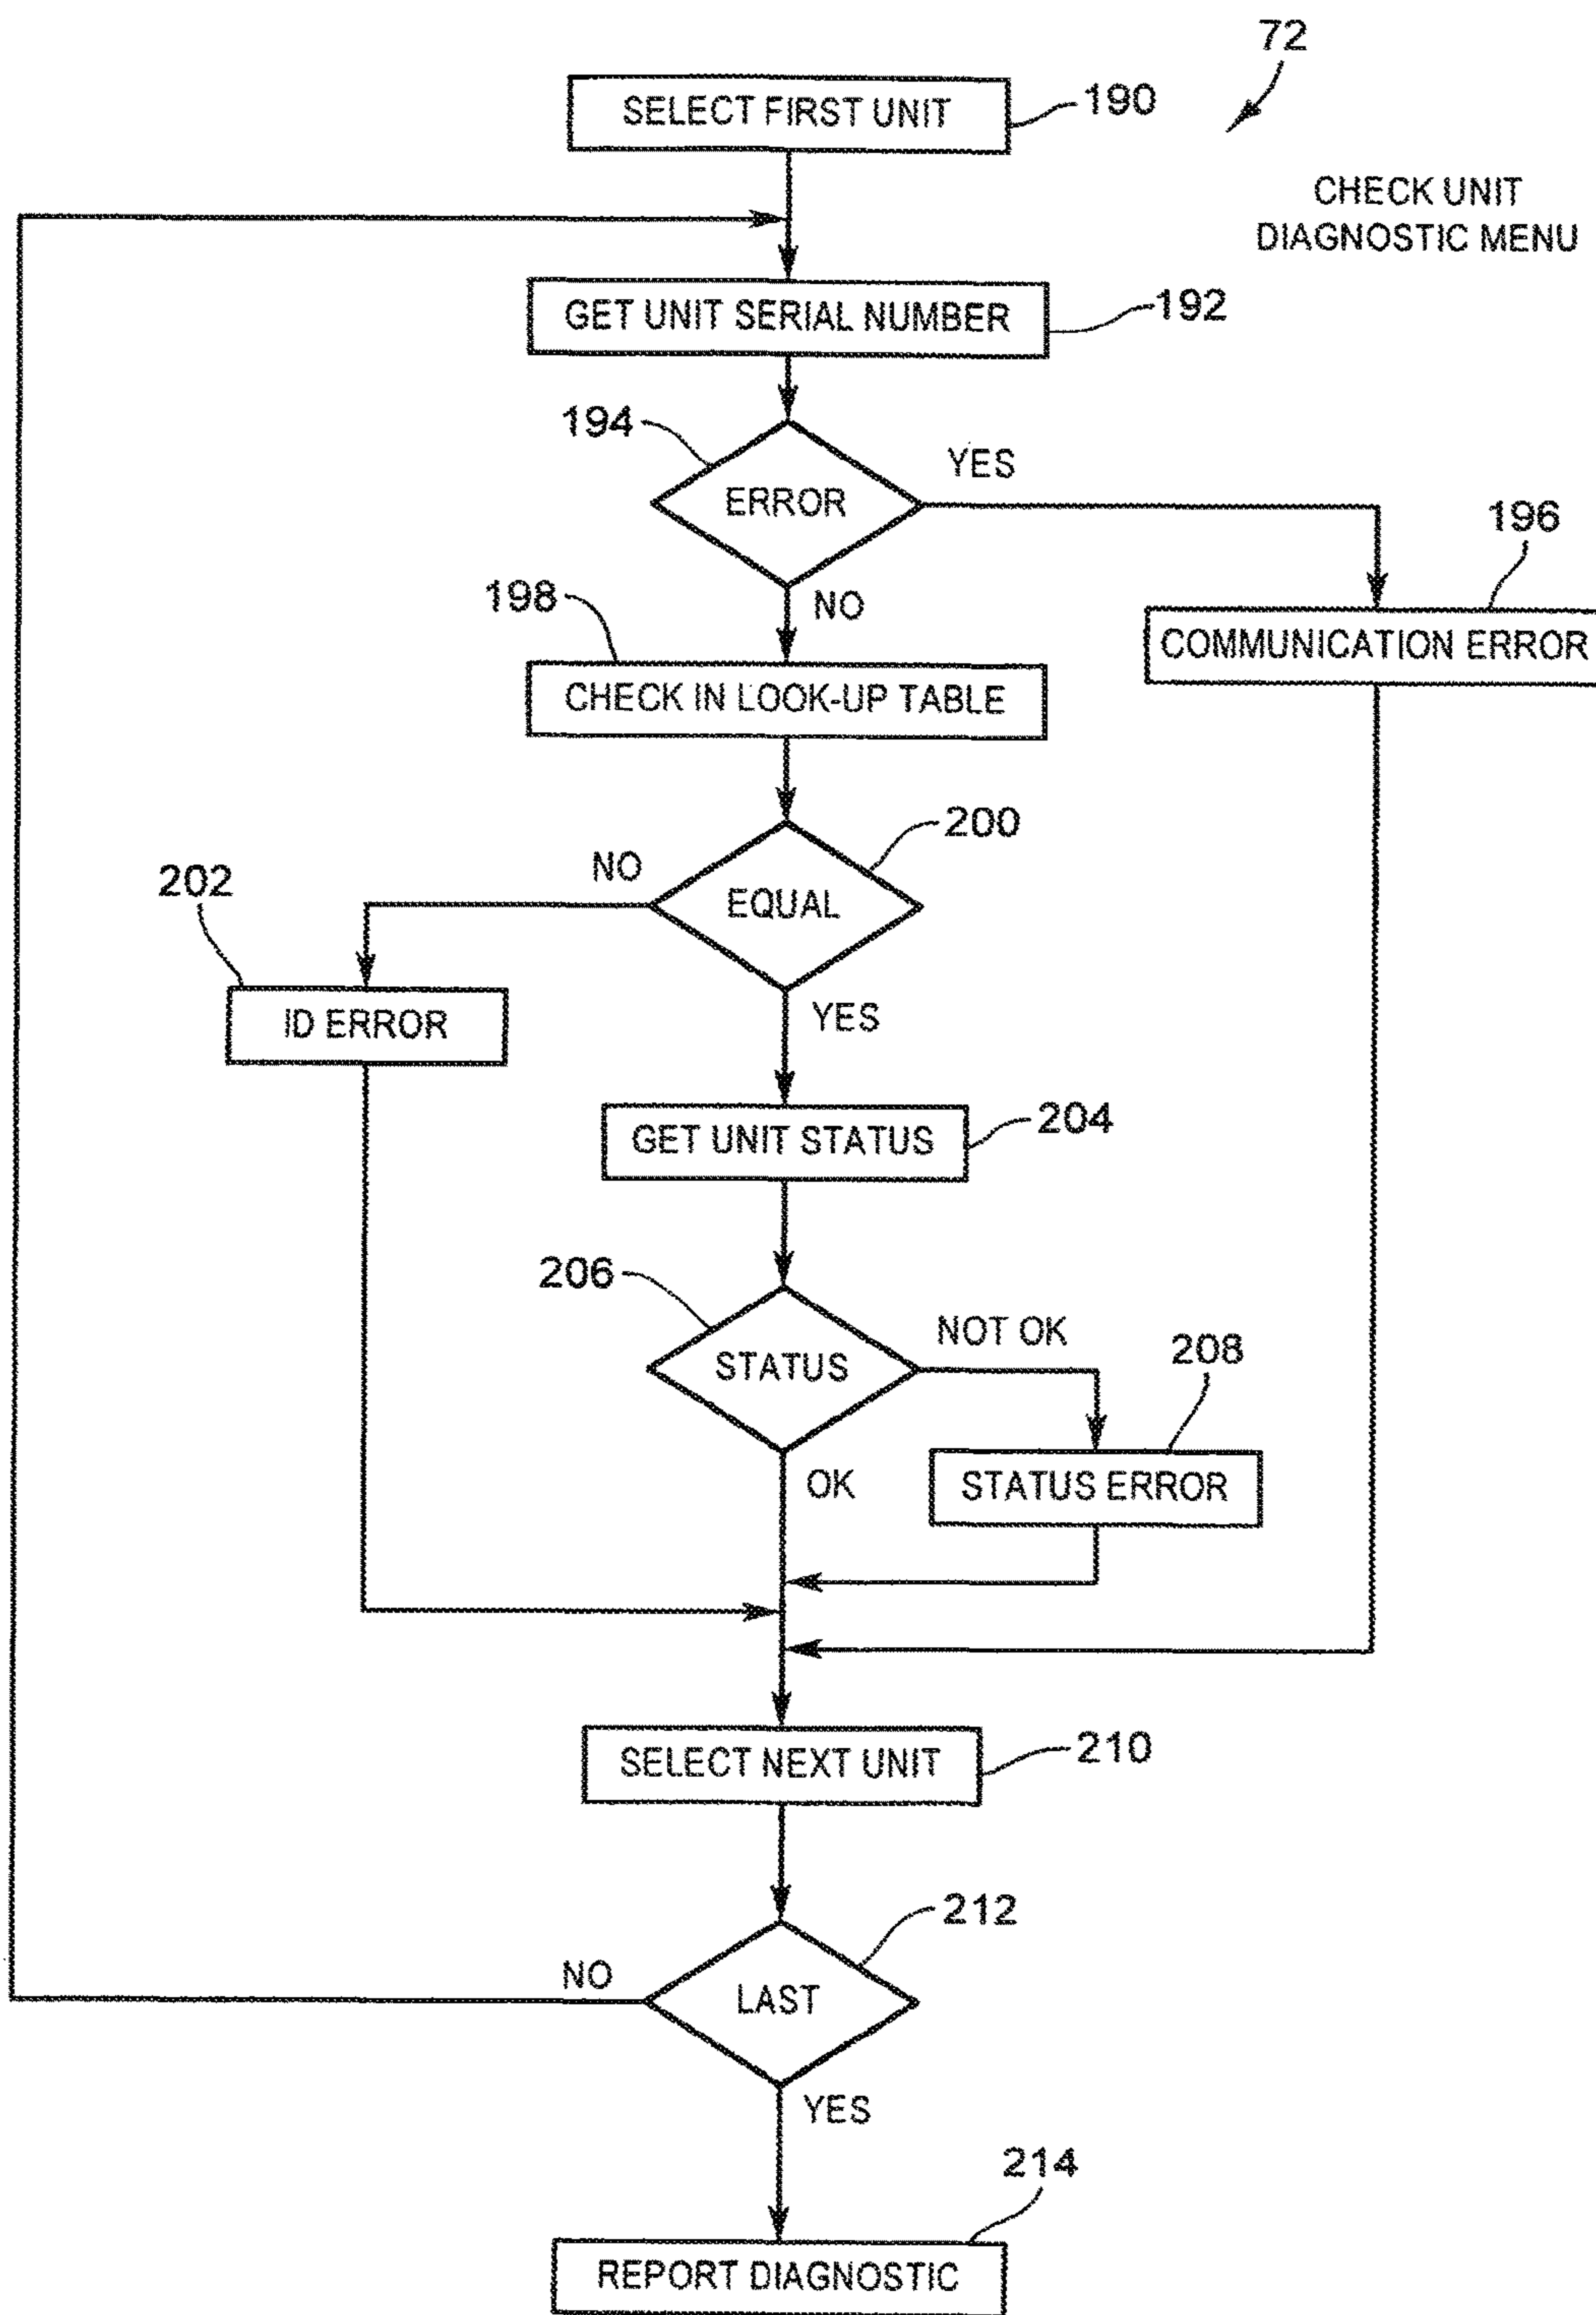 72
SELECT FIRST UNIT
190
CHECK UNIT
DIAGNOSTIC MENU
GET UNIT SERIAL NUMBER
192
194
ERROR
YES
196
NO
198
COMMUNICATION ERROR
CHECK IN LOOK-UP TABLE
200
NO
202
EQUAL
YES
ID ERROR
GET UNIT STATUS
204
206
STATUS
NOT OK
208
OK
STATUS ERROR
SELECT NEXT UNIT
210
212
NO
LAST
YES
214
REPORT DIAGNOSTIC